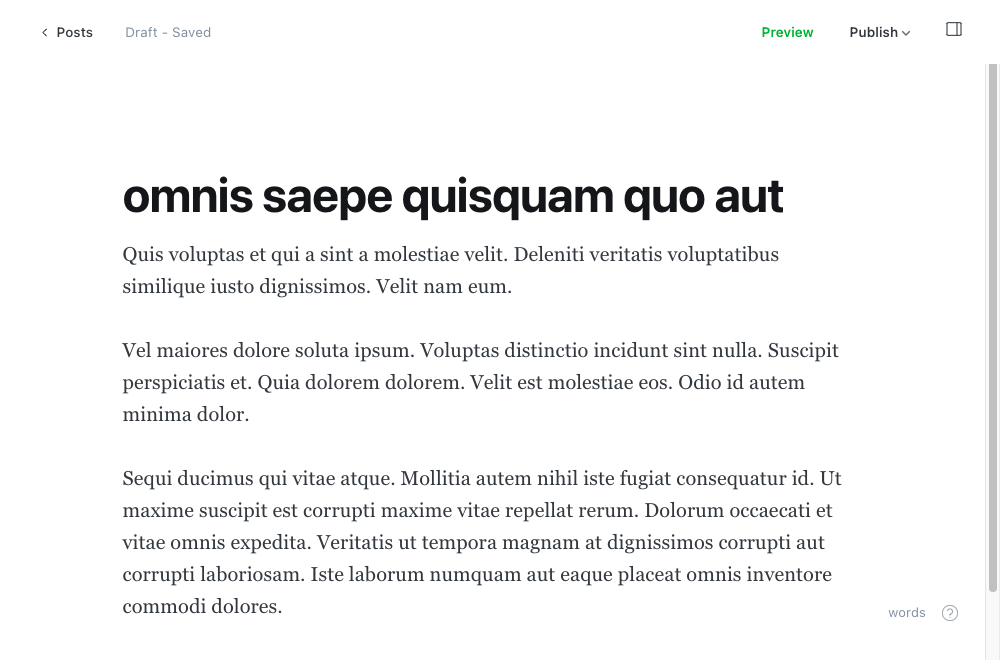 Posts
Draft - Saved
Preview
Publish
omnis saepe quisquam quo aut
Quis voluptas et qui a sint a molestiae velit. Deleniti veritatis voluptatibus
similique iusto dignissimos. Velit nam eum.
Vel maiores dolore soluta ipsum. Voluptas distinctio incidunt sint nulla. Suscipit
perspiciatis et. Quia dolorem dolorem. Velit est molestiae eos. Odio id autem
minima dolor.
Sequi ducimus qui vitae atque. Mollitia autem nihil iste fugiat consequatur id. Ut
maxime suscipit est corrupti maxime vitae repellat rerum. Dolorum occaecati et
vitae omnis expedita. Veritatis ut tempora magnam at dignissimos corrupti aut
corrupti laboriosam. Iste laborum numquam aut eaque placeat omnis inventore
commodi dolores.
words
?